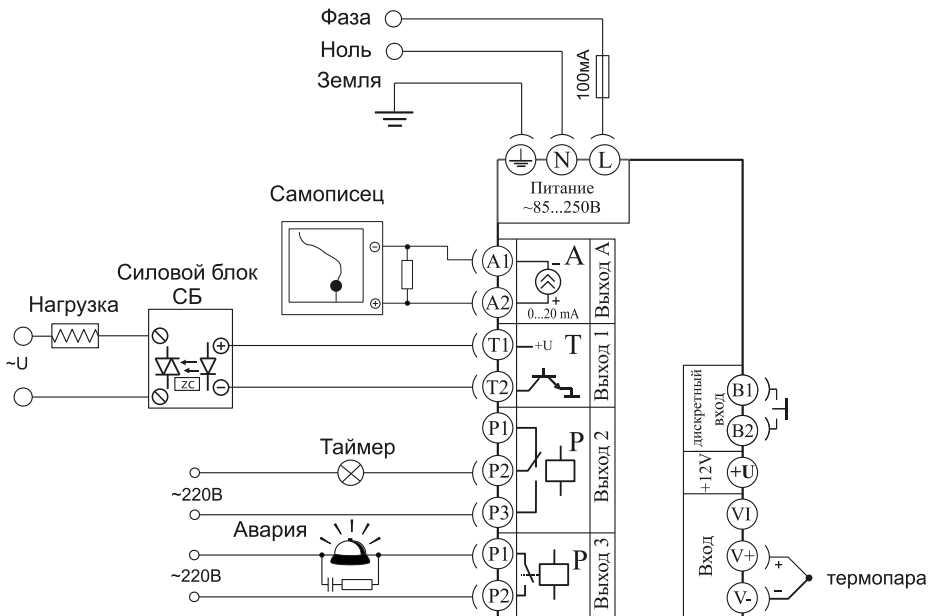 Фаза
Ноль
Земля
100мА
N
L
Питание
~85...250В
Самописец
A1
A
A2
+
0...20 mA
Выход A
Силовой блок
СБ
Нагрузка
~U
ZC
T1
+U
T
T2
Выход 1
P1
P2
P
P3
Выход 2
Таймер
~220В
Авария
~220В
P1
P
P2
Выход 3
дискретный
вход
B1
B2
+12V
+U
VI
Вход
V+
V-
+
−
термопара